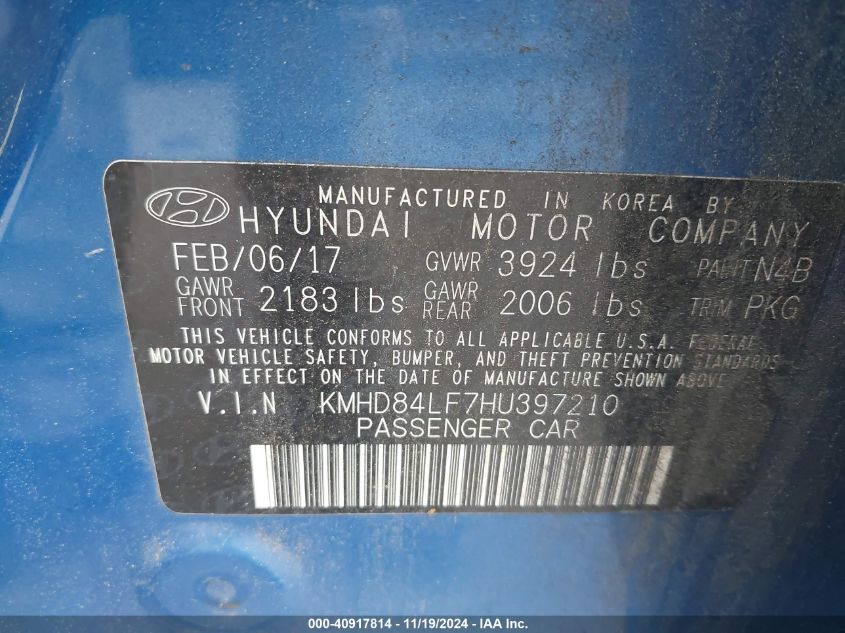 MANUFACTURED IN KOREA BY
HYUNDAI MOTOR COMPANY
FEB/06/17 GVWR 3924 lbs PAINT N4B
GAWR FRONT 2183 lbs GAWR REAR 2006 lbs TRIM PKG
THIS VEHICLE CONFORMS TO ALL APPLICABLE U.S.A. FEDERAL
MOTOR VEHICLE SAFETY, BUMPER, AND THEFT PREVENTION STANDARDS
IN EFFECT ON THE DATE OF MANUFACTURE SHOWN ABOVE
V.I.N KMHD84LF7HU397210
PASSENGER CAR
000-40917814 - 11/19/2024 - IAAI.COM